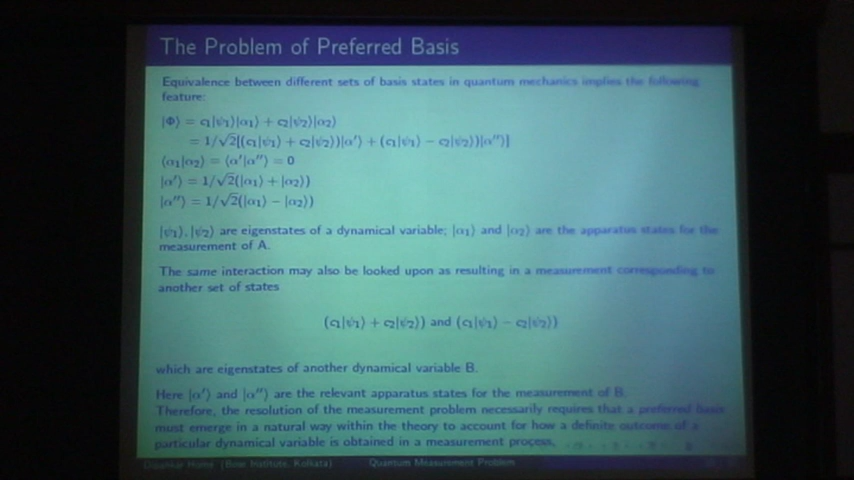 The Problem of Preferred Basis
Equivalence between different sets of basis states in quantum mechanics implies the following
feature:
|Φ⟩ = c₁|ψ₁⟩|α₁⟩ + c₂|ψ₂⟩|α₂⟩
= 1/√2[(c₁|ψ₁⟩ + c₂|ψ₂⟩)|α′⟩ + (c₁|ψ₁⟩ − c₂|ψ₂⟩)|α″⟩]
⟨α₁|α₂⟩ = ⟨α′|α″⟩ = 0
|α′⟩ = 1/√2(|α₁⟩ + |α₂⟩)
|α″⟩ = 1/√2(|α₁⟩ − |α₂⟩)
|ψ₁⟩, |ψ₂⟩ are eigenstates of a dynamical variable; |α₁⟩ and |α₂⟩ are the apparatus states for the
measurement of A.
The same interaction may also be looked upon as resulting in a measurement corresponding to
another set of states
(c₁|ψ₁⟩ + c₂|ψ₂⟩) and (c₁|ψ₁⟩ − c₂|ψ₂⟩)
which are eigenstates of another dynamical variable B.
Here |α′⟩ and |α″⟩ are the relevant apparatus states for the measurement of B.
Therefore, the resolution of the measurement problem necessarily requires that a preferred basis
must emerge in a natural way within the theory to account for how a definite outcome of a
particular dynamical variable is obtained in a measurement process.
Dipankar Home (Bose Institute, Kolkata) Quantum Measurement Problem